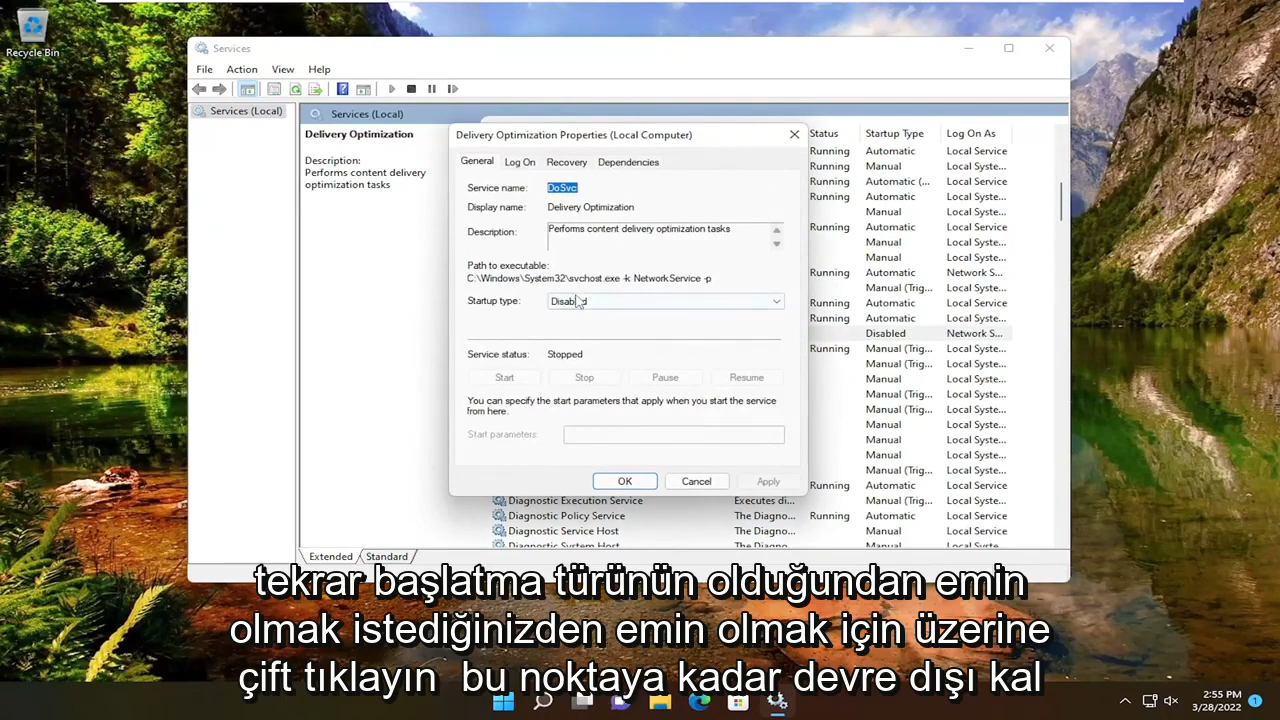 Recycle Bin
Services
File Action View Help
Services (Local)
Services (Local)
Delivery Optimization
Description:
Performs content delivery
optimization tasks
Delivery Optimization Properties (Local Computer)
General Log On Recovery Dependencies
Service name: DoSvc
Display name: Delivery Optimization
Description: Performs content delivery optimization tasks
Path to executable:
C:\Windows\System32\svchost.exe -k NetworkService -p
Startup type: Disabled
Service status: Stopped
Start Stop Pause Resume
You can specify the start parameters that apply when you start the service
from here.
Start parameters:
OK Cancel Apply
Status Startup Type Log On As
Running Automatic Local Service
Running Manual Local Syste...
Running Automatic (... Local Service
Running Automatic Local Syste...
Manual Local Syste...
Running Automatic Local Service
Manual Local Syste...
Manual Local Syste...
Running Automatic Network S...
Manual (Trig... Local Syste...
Running Automatic Local Service
Running Automatic Local Syste...
Disabled Network S...
Running Manual (Trig... Local Syste...
Manual (Trig... Local Syste...
Manual Local Syste...
Manual (Trig... Local Syste...
Manual (Trig... Local Syste...
Manual Local Syste...
Manual Local Syste...
Manual (Trig... Local Syste...
Running Automatic Local Service
Diagnostic Execution Service Executes di... Manual (Trig... Local Syste...
Diagnostic Policy Service The Diagno... Running Automatic Local Service
Diagnostic Service Host The Diagno... Manual Local Service
Diagnostic System Host The Diagno... Manual Local Syste...
Extended Standard
tekrar başlatma türünün olduğundan emin
olmak istediğinizden emin olmak için üzerine
çift tıklayın bu noktaya kadar devre dışı kal
2:55 PM
3/28/2022
1